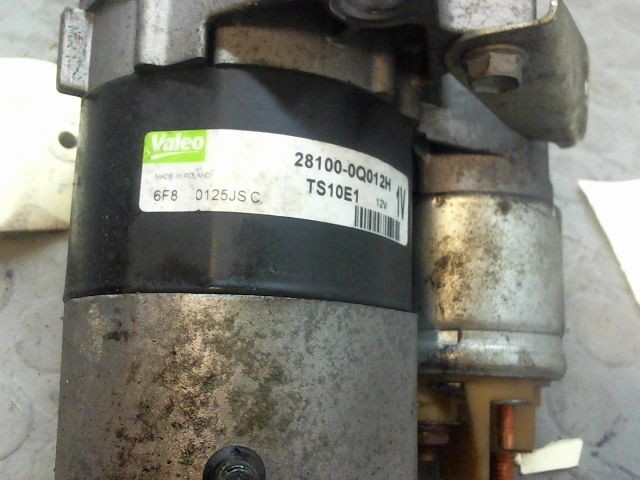 Valeo
MADE IN POLAND
28100-0Q012H
6F8 0125JS C
TS10E1
12V
1V